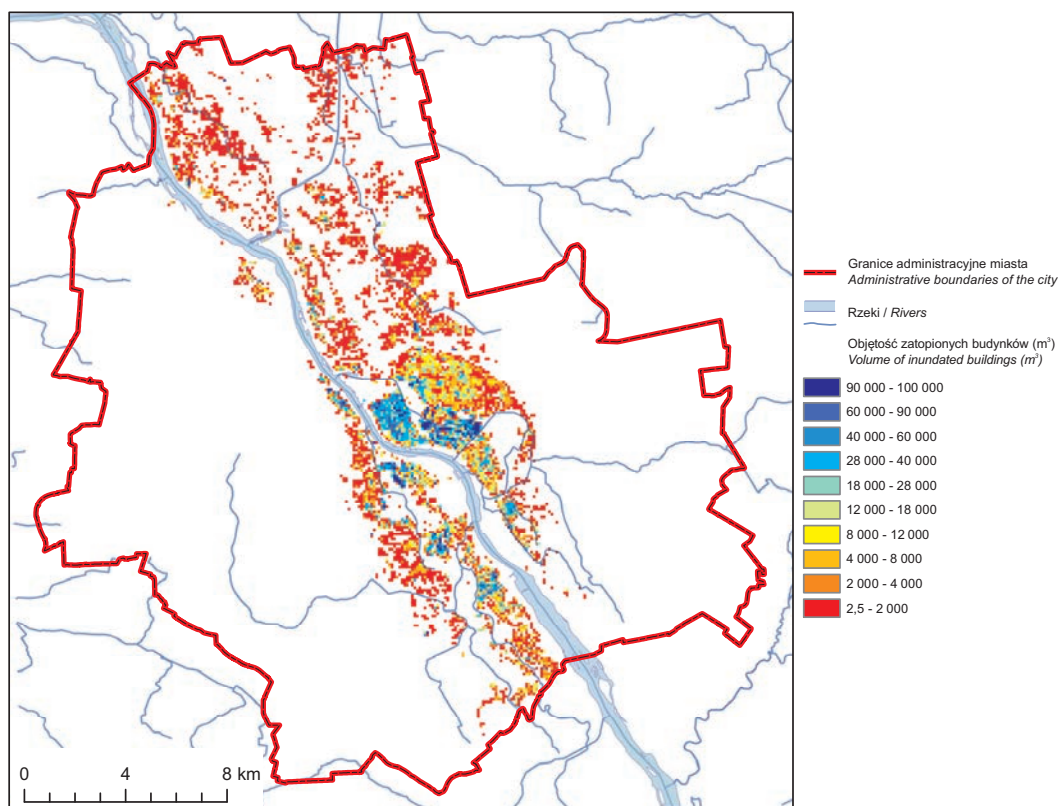 Granice administracyjne miasta
Administrative boundaries of the city
Rzeki / Rivers
Objętość zatopionych budynków (m³)
Volume of inundated buildings (m³)
90 000 - 100 000
60 000 - 90 000
40 000 - 60 000
28 000 - 40 000
18 000 - 28 000
12 000 - 18 000
8 000 - 12 000
4 000 - 8 000
2 000 - 4 000
2,5 - 2 000
0 4 8 km